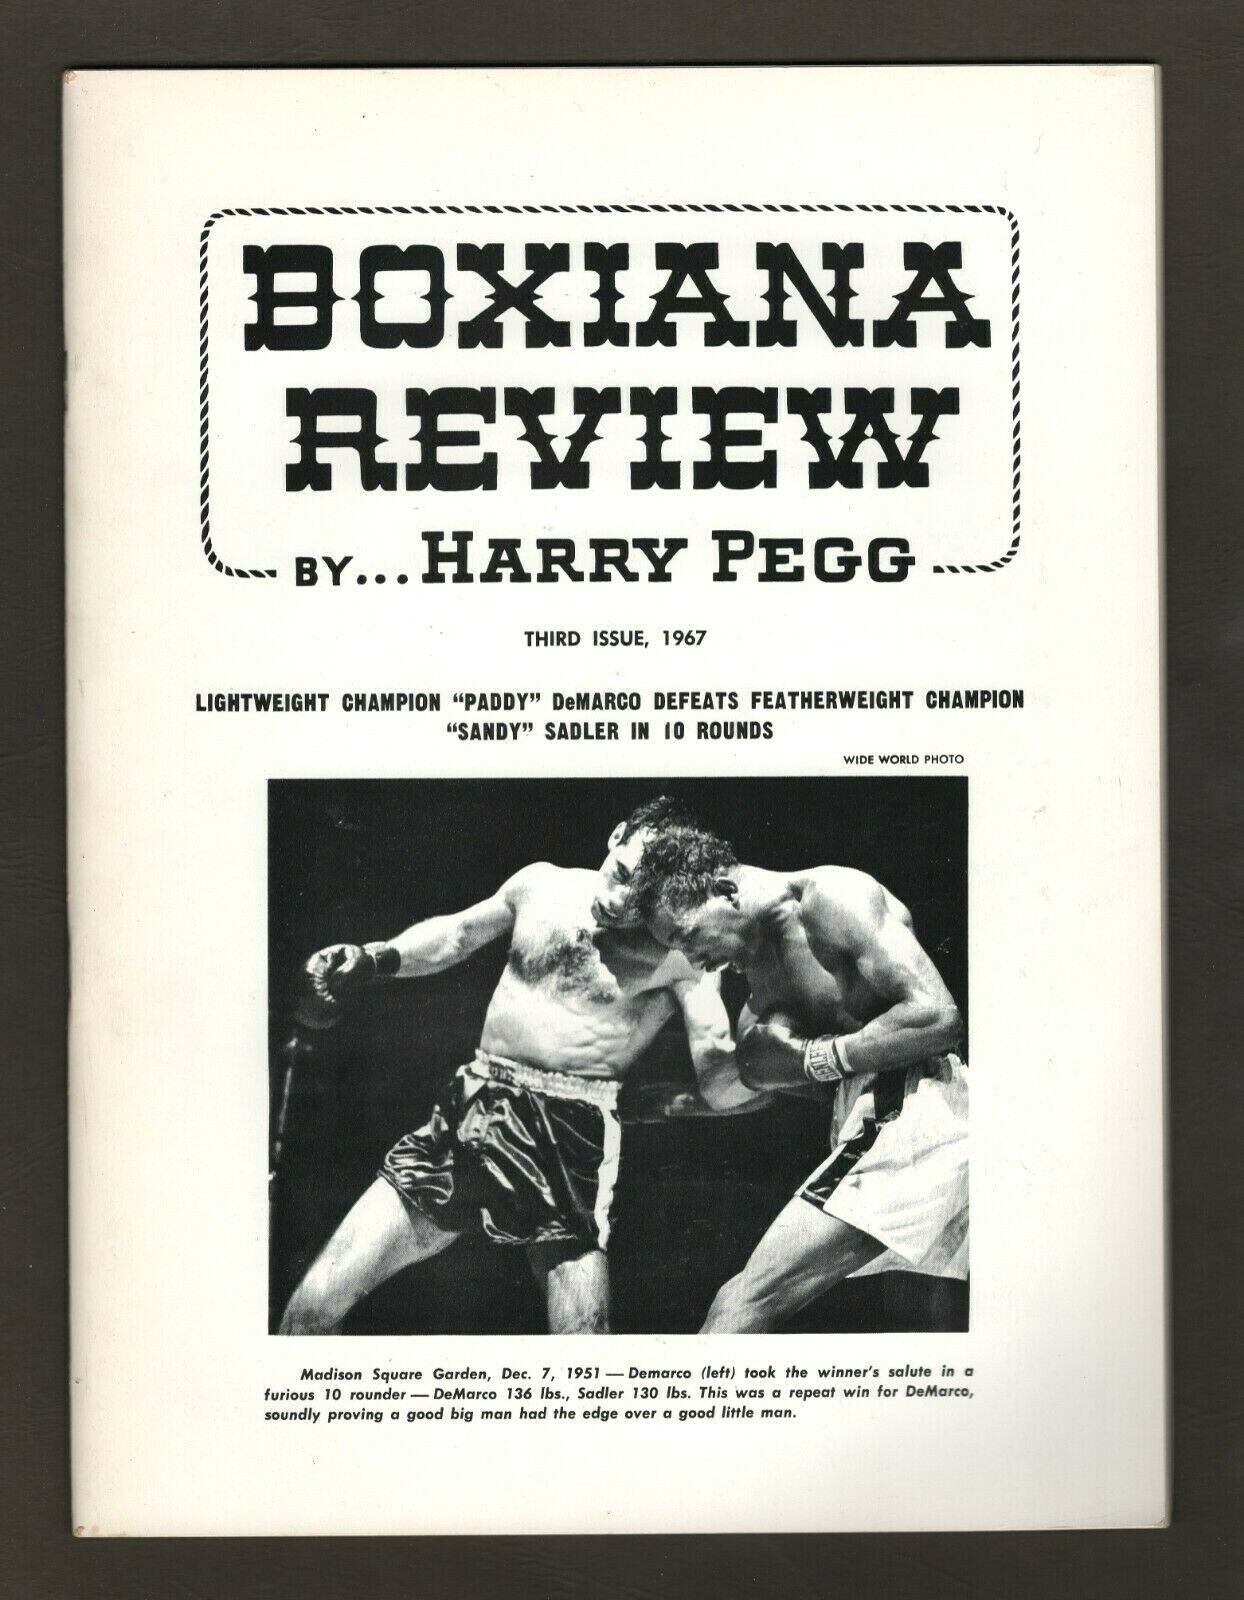 BOXIANA
REVIEW
BY... HARRY PEGG
THIRD ISSUE, 1967
LIGHTWEIGHT CHAMPION "PADDY" DeMARCO DEFEATS FEATHERWEIGHT CHAMPION
"SANDY" SADLER IN 10 ROUNDS
WIDE WORLD PHOTO
Madison Square Garden, Dec. 7, 1951 — Demarco (left) took the winner's salute in a
furious 10 rounder — DeMarco 136 lbs., Sadler 130 lbs. This was a repeat win for DeMarco,
soundly proving a good big man had the edge over a good little man.